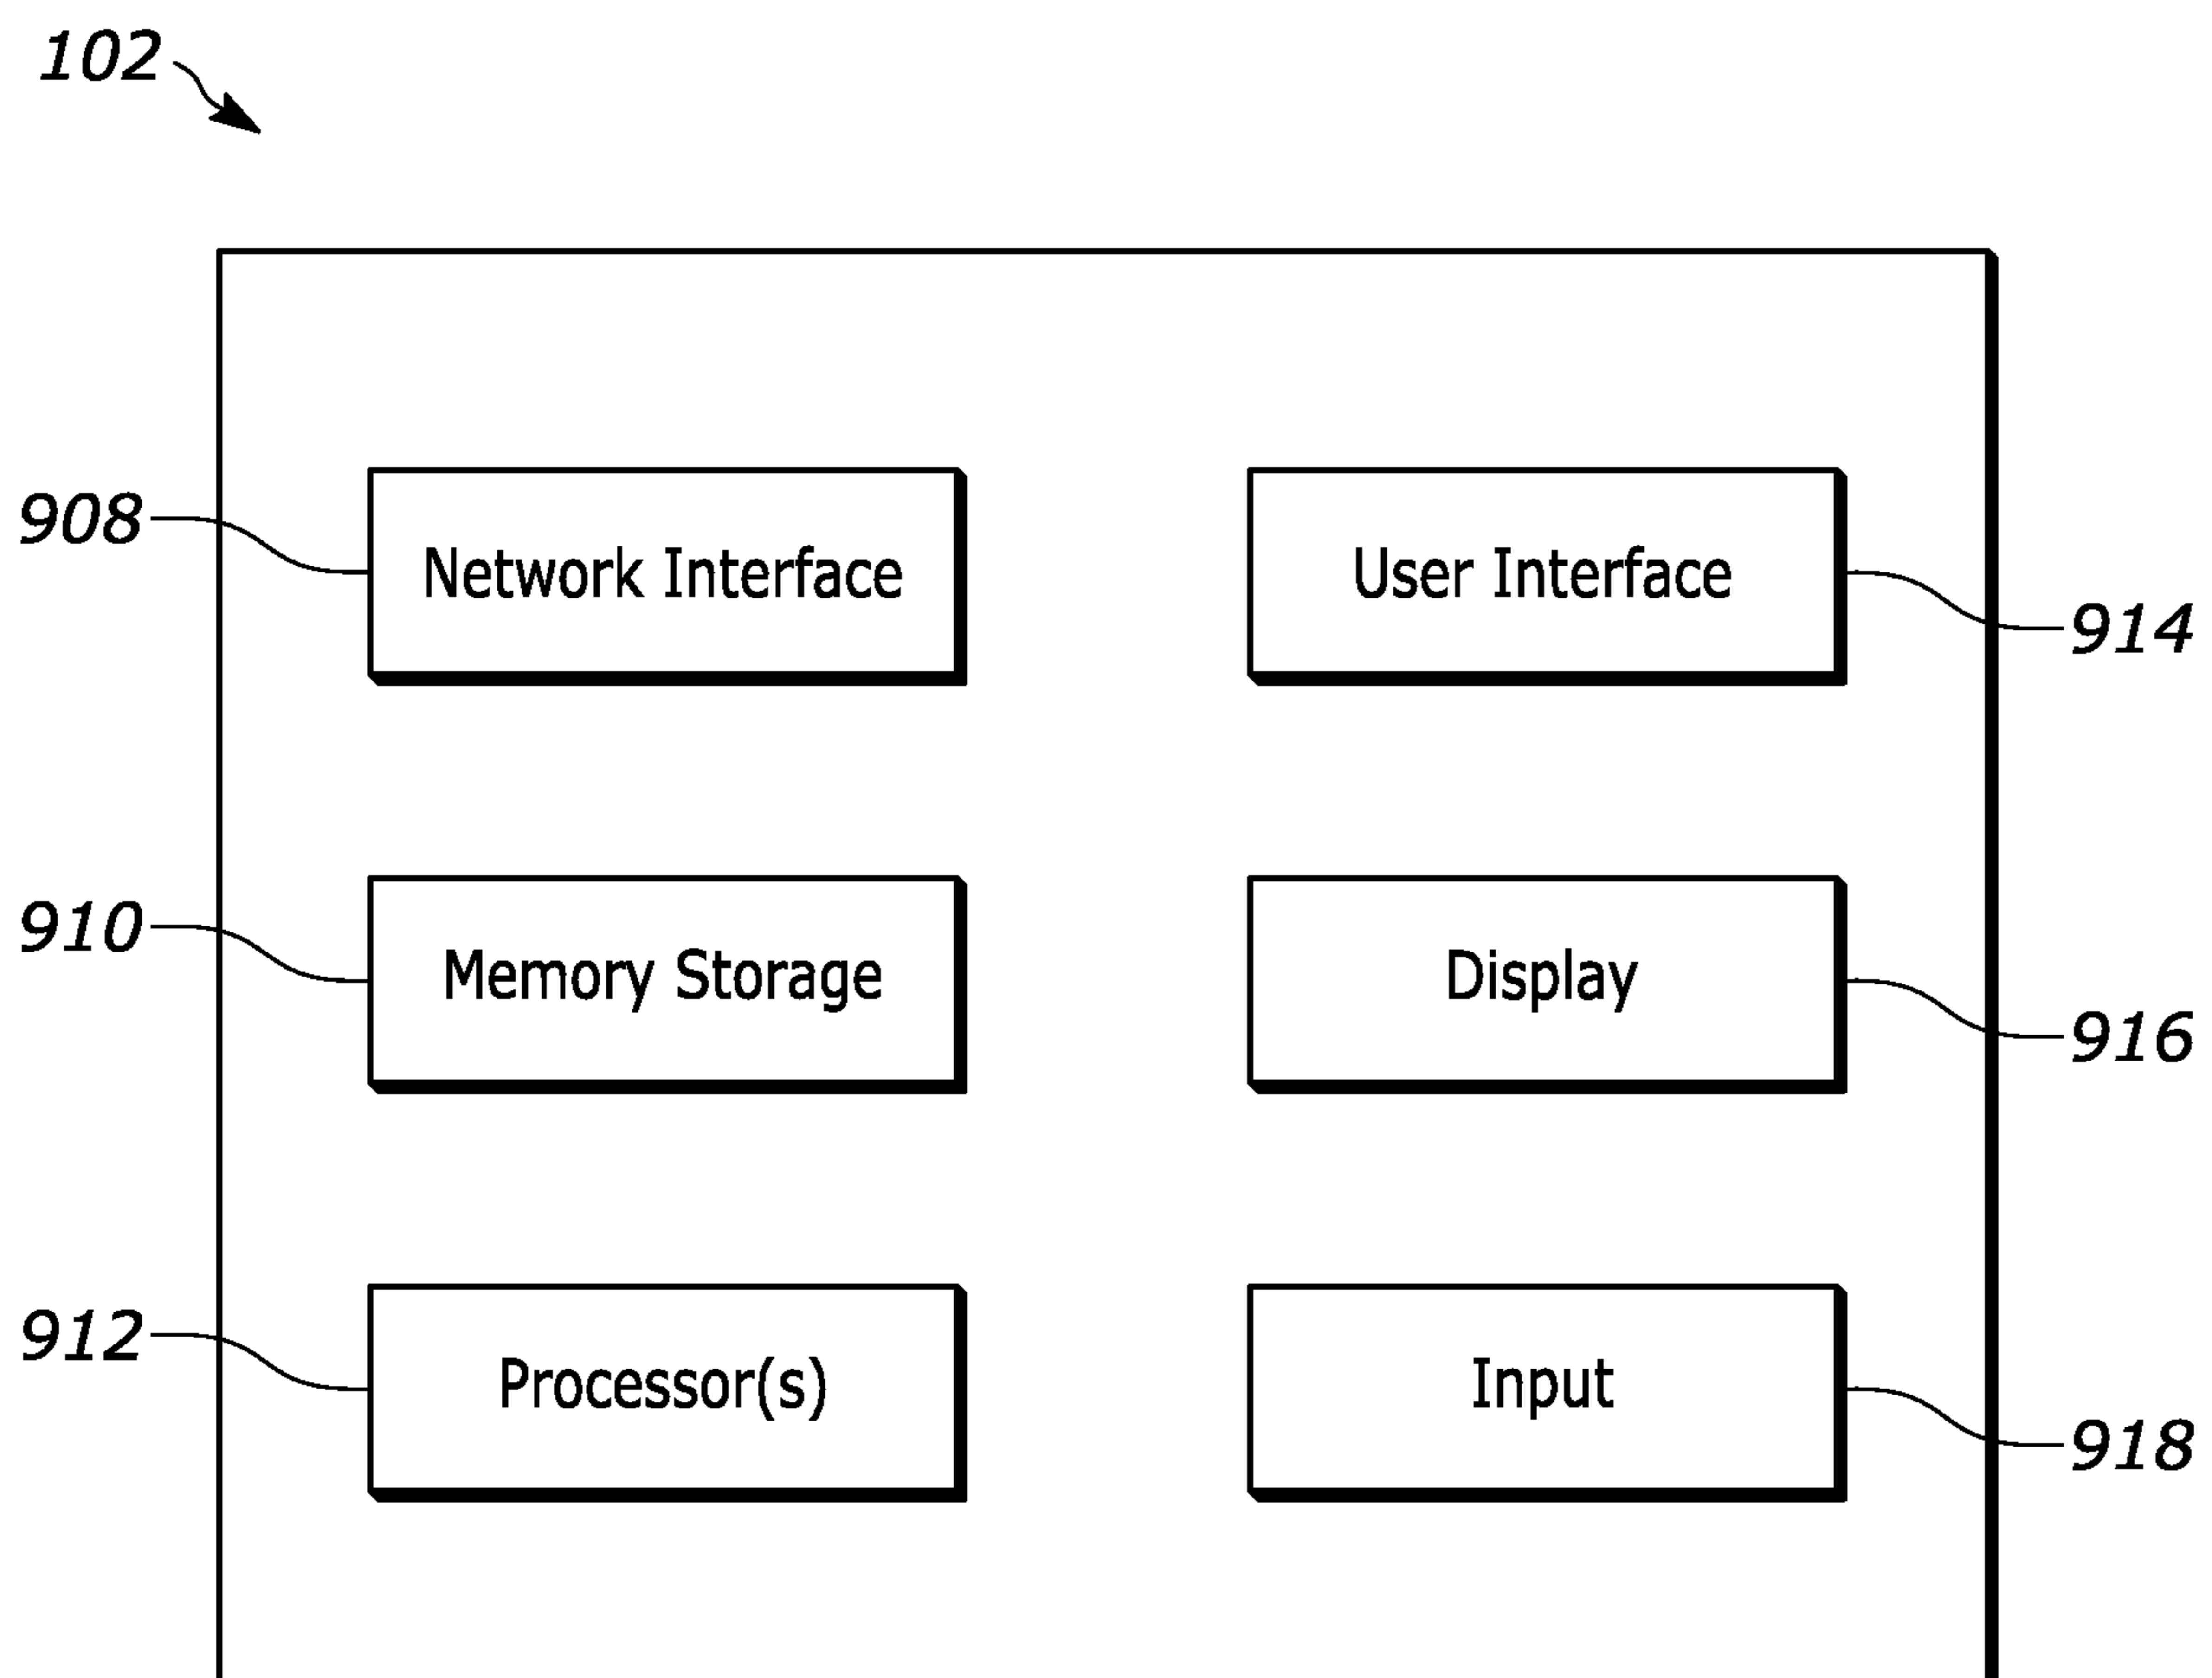 102
908
Network Interface
User Interface
914
910
Memory Storage
Display
916
912
Processor(s)
Input
918